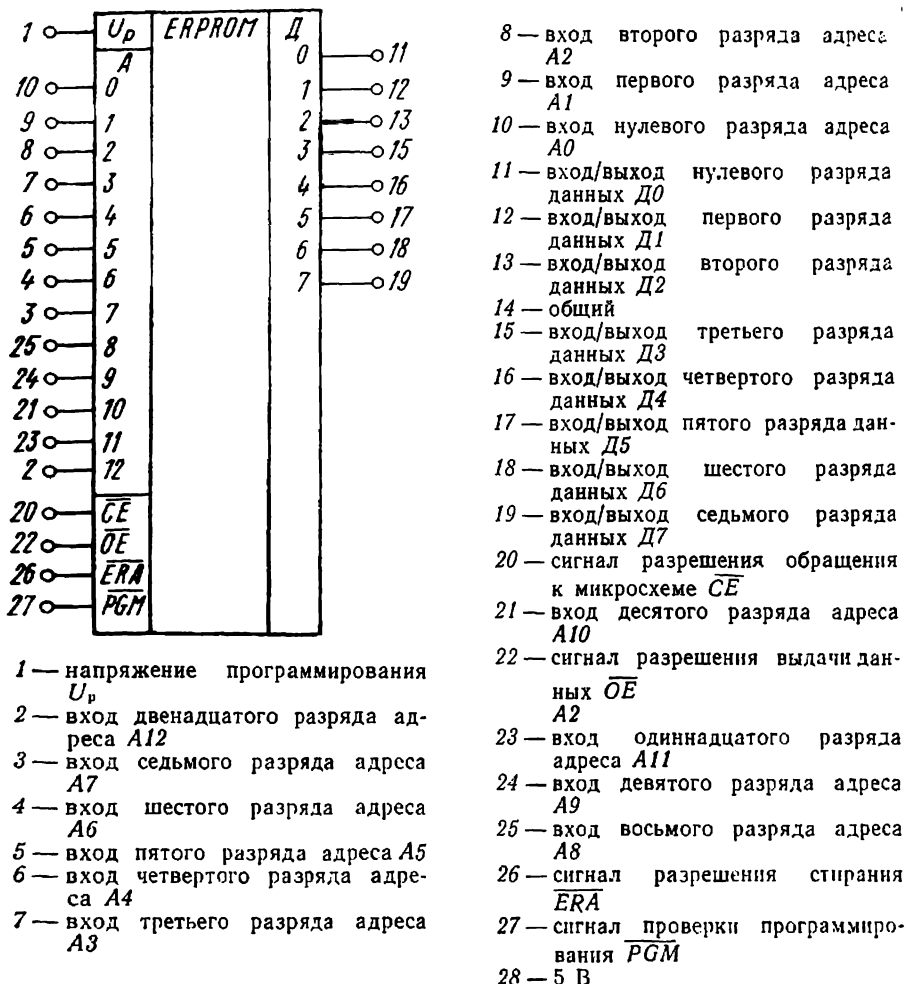 1 U_p ERPROM Д
A 0 11
10 0 1 12
9 1 2 13
8 2 3 15
7 3 4 16
6 4 5 17
5 5 6 18
4 6 7 19
3 7
25 8
24 9
21 10
23 11
2 12
20 C̅E̅
22 O̅E̅
26 E̅R̅A̅
27 P̅G̅M̅
1 — напряжение программирования
U_p
2 — вход двенадцатого разряда ад-
реса A12
3 — вход седьмого разряда адреса
A7
4 — вход шестого разряда адреса
A6
5 — вход пятого разряда адреса A5
6 — вход четвертого разряда адре-
са A4
7 — вход третьего разряда адреса
A3
8 — вход второго разряда адреса
A2
9 — вход первого разряда адреса
A1
10 — вход нулевого разряда адреса
A0
11 — вход/выход нулевого разряда
данных Д0
12 — вход/выход первого разряда
данных Д1
13 — вход/выход второго разряда
данных Д2
14 — общий
15 — вход/выход третьего разряда
данных Д3
16 — вход/выход четвертого разряда
данных Д4
17 — вход/выход пятого разряда дан-
ных Д5
18 — вход/выход шестого разряда
данных Д6
19 — вход/выход седьмого разряда
данных Д7
20 — сигнал разрешения обращения
к микросхеме C̅E̅
21 — вход десятого разряда адреса
A10
22 — сигнал разрешения выдачи дан-
ных O̅E̅
A2
23 — вход одиннадцатого разряда
адреса A11
24 — вход девятого разряда адреса
A9
25 — вход восьмого разряда адреса
A8
26 — сигнал разрешения стирания
E̅R̅A̅
27 — сигнал проверки программиро-
вания P̅G̅M̅
28 — 5 В